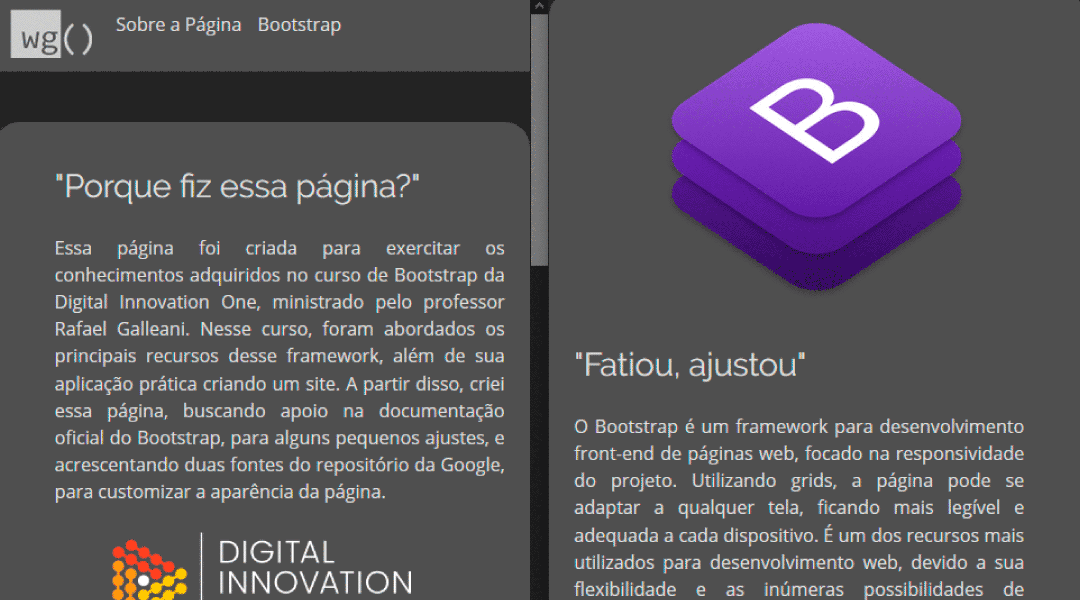 wg()
Sobre a Página Bootstrap
"Porque fiz essa página?"
Essa página foi criada para exercitar os
conhecimentos adquiridos no curso de Bootstrap da
Digital Innovation One, ministrado pelo professor
Rafael Galleani. Nesse curso, foram abordados os
principais recursos desse framework, além de sua
aplicação prática criando um site. A partir disso, criei
essa página, buscando apoio na documentação
oficial do Bootstrap, para alguns pequenos ajustes, e
acrescentando duas fontes do repositório da Google,
para customizar a aparência da página.
DIGITAL
INNOVATION
B
"Fatiou, ajustou"
O Bootstrap é um framework para desenvolvimento
front-end de páginas web, focado na responsividade
do projeto. Utilizando grids, a página pode se
adaptar a qualquer tela, ficando mais legível e
adequada a cada dispositivo. É um dos recursos mais
utilizados para desenvolvimento web, devido a sua
flexibilidade e as inúmeras possibilidades de